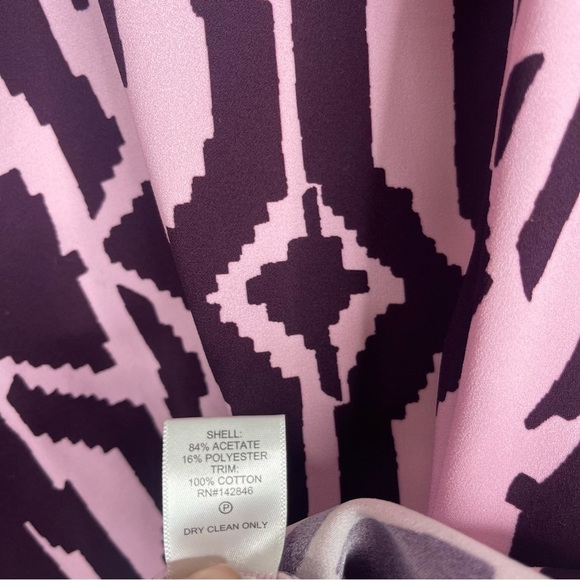 SHELL:
84% ACETATE
16% POLYESTER
TRIM:
100% COTTON
RN#142846
P
DRY CLEAN ONLY